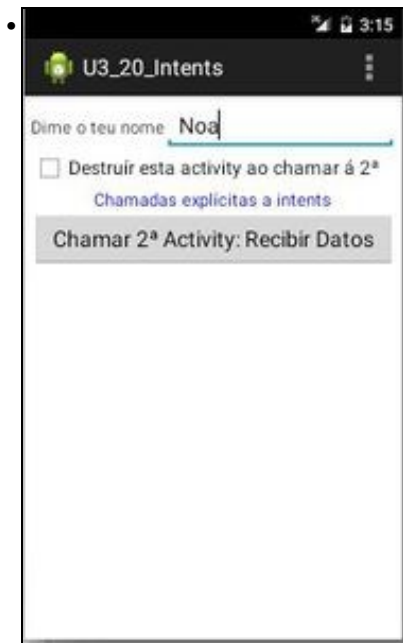 3:15
U3_20_Intents
Dime o teu nome Noa
Destruír esta activity ao chamar á 2ª
Chamadas explícitas a intents
Chamar 2ª Activity: Recibir Datos